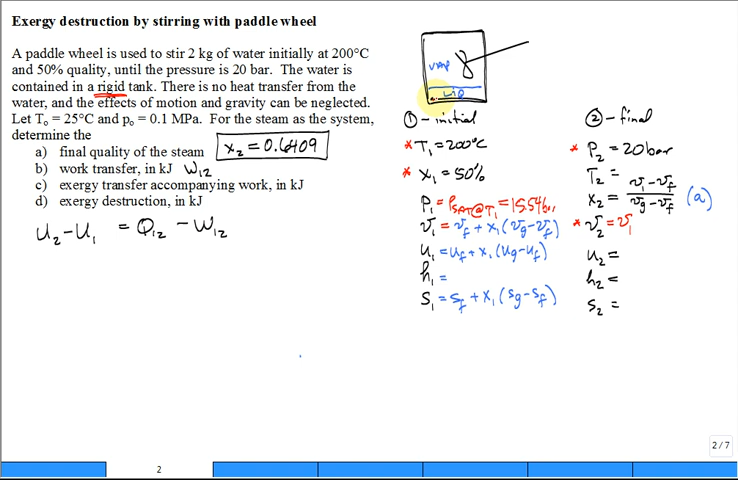 Exergy destruction by stirring with paddle wheel
A paddle wheel is used to stir 2 kg of water initially at 200°C
and 50% quality, until the pressure is 20 bar. The water is
contained in a rigid tank. There is no heat transfer from the
water, and the effects of motion and gravity can be neglected.
Let T₀ = 25°C and p₀ = 0.1 MPa. For the steam as the system,
determine the
a) final quality of the steam x₂ = 0.6409
b) work transfer, in kJ W₁₂
c) exergy transfer accompanying work, in kJ
d) exergy destruction, in kJ
U₂ - U₁ = Q₁₂ - W₁₂
VAP
LIQ
① - initial
* T₁ = 200°C
* x₁ = 50%
P₁ = P_SAT@T₁ = 15.54 bar
v₁ = v_f + x₁ (v_g - v_f)
u₁ = u_f + x₁ (u_g - u_f)
h₁ =
s₁ = s_f + x₁ (s_g - s_f)
② - final
* P₂ = 20 bar
T₂ =
x₂ = (v₁ - v_f) / (v_g - v_f) (a)
* v₂ = v₁
u₂ =
h₂ =
s₂ =
2 / 7
2